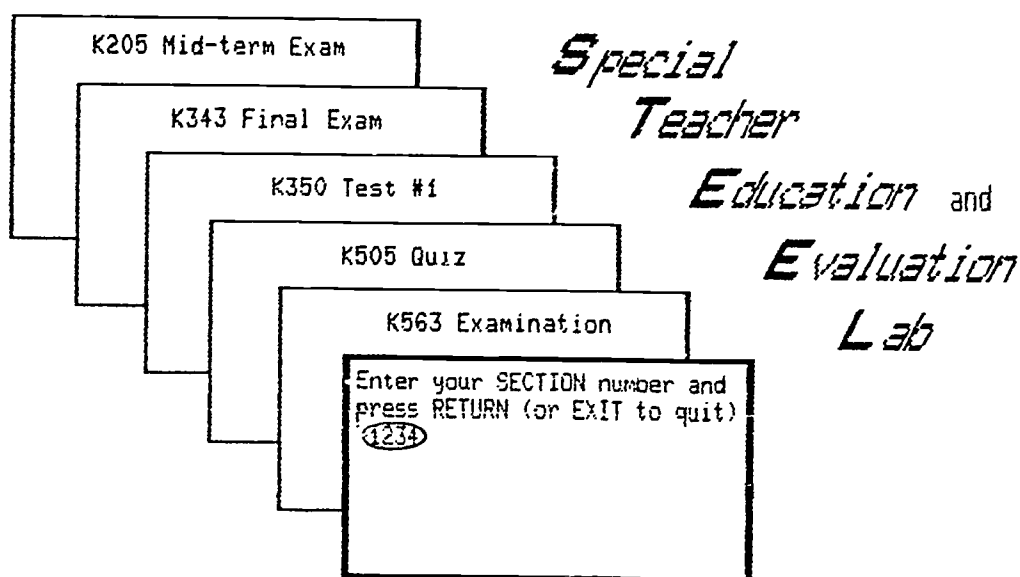 K205 Mid-term Exam
K343 Final Exam
K350 Test #1
K505 Quiz
K563 Examination
Enter your SECTION number and
press RETURN (or EXIT to quit)
1234
Special
Teacher
Education and
Evaluation
Lab